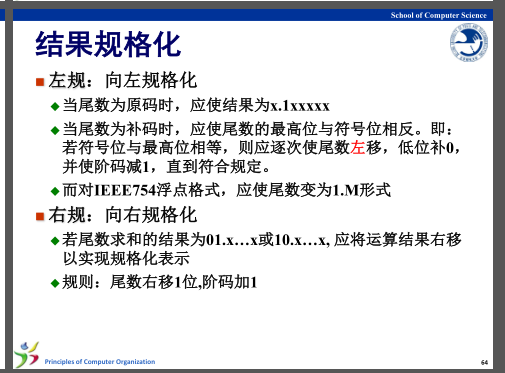 School of Computer Science
结果规格化
左规：向左规格化
当尾数为原码时，应使结果为x.1xxxxx
当尾数为补码时，应使尾数的最高位与符号位相反。即：
若符号位与最高位相等，则应逐次使尾数左移，低位补0，
并使阶码减1，直到符合规定。
而对IEEE754浮点格式，应使尾数变为1.M形式
右规：向右规格化
若尾数求和的结果为01.x…x或10.x…x, 应将运算结果右移
以实现规格化表示
规则：尾数右移1位,阶码加1
Principles of Computer Organization
64